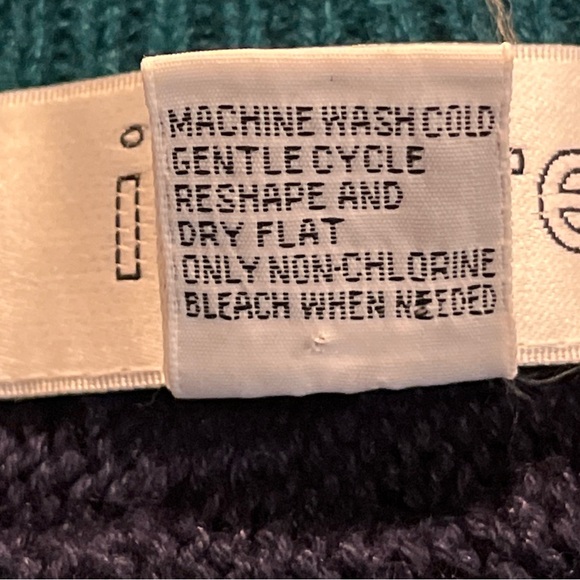 MACHINE WASH COLD
GENTLE CYCLE
RESHAPE AND
DRY FLAT
ONLY NON-CHLORINE
BLEACH WHEN NEEDED